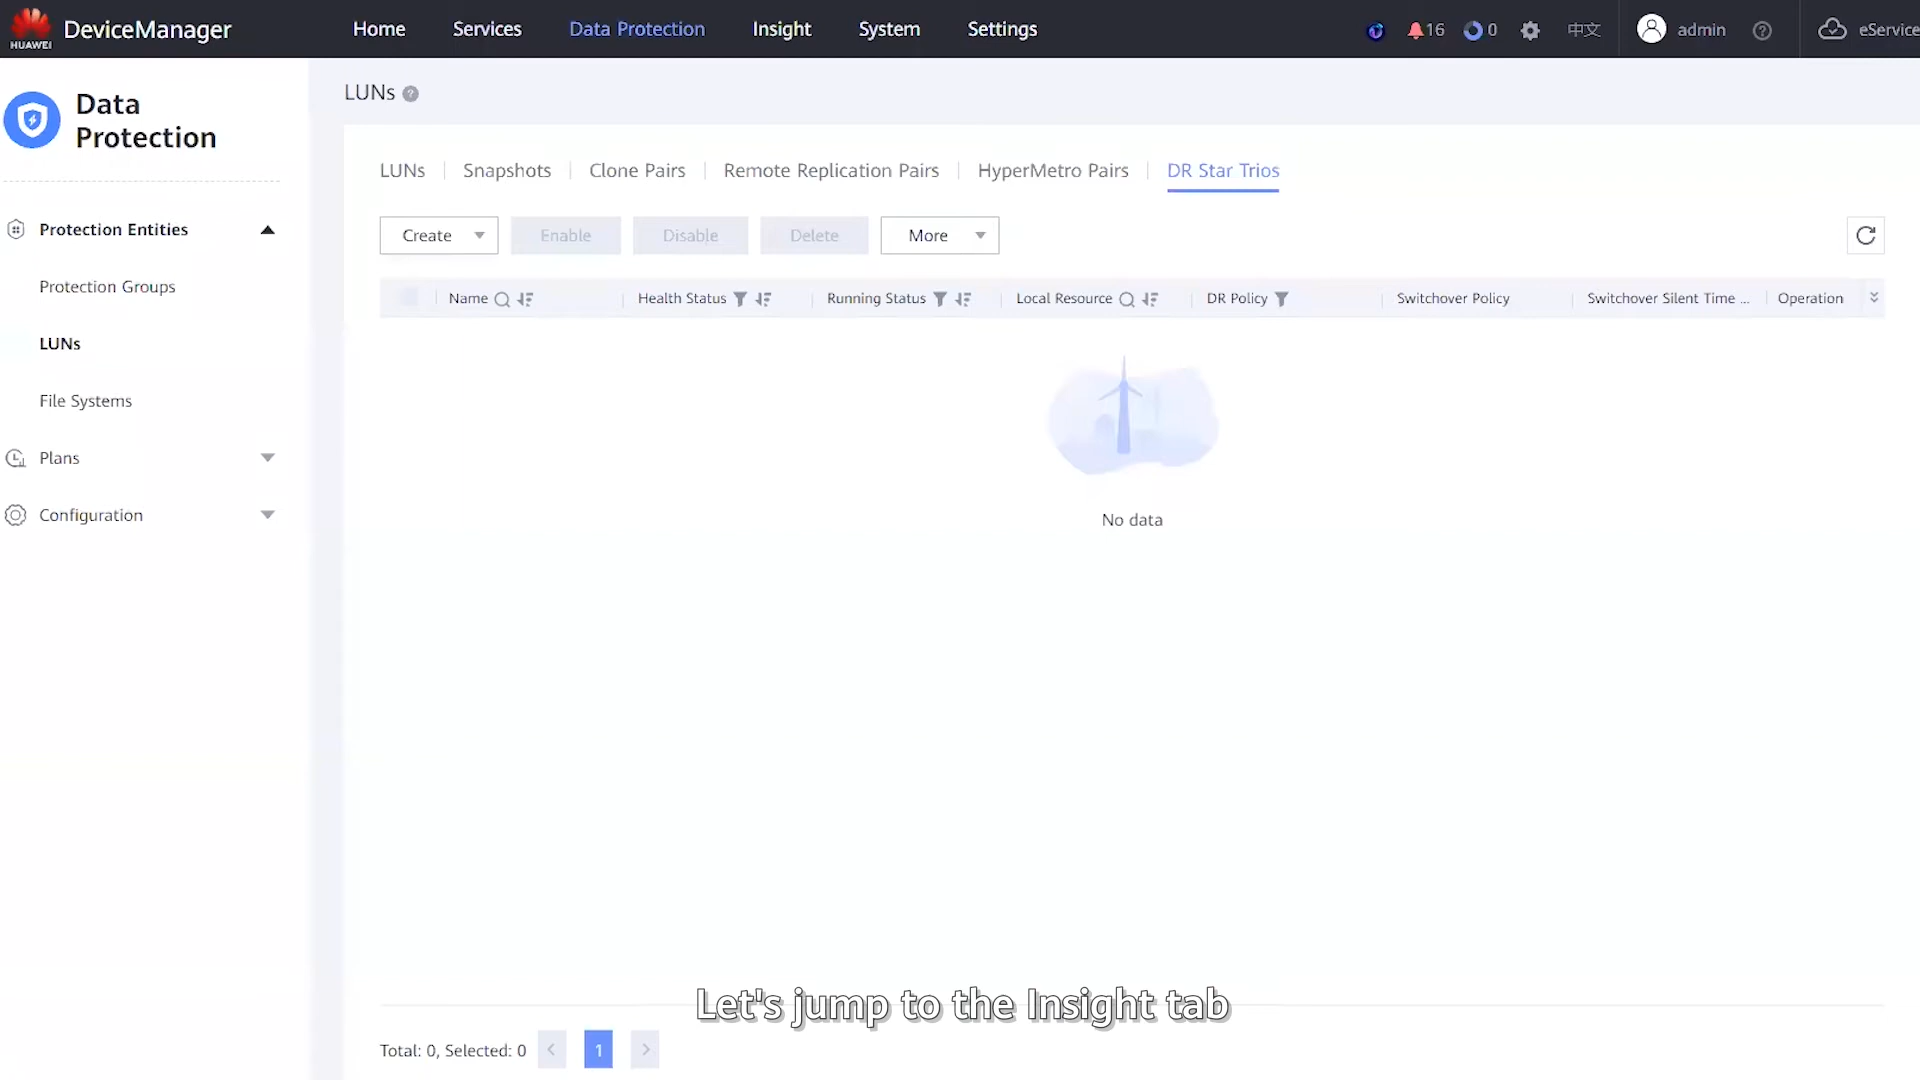 HUAWEI DeviceManager Home Services Data Protection Insight System Settings 16 0 中文 admin ? eService
Data
Protection
Protection Entities
Protection Groups
LUNs
File Systems
Plans
Configuration
LUNs ?
LUNs Snapshots Clone Pairs Remote Replication Pairs HyperMetro Pairs DR Star Trios
Create Enable Disable Delete More
Name Health Status Running Status Local Resource DR Policy Switchover Policy Switchover Silent Time ... Operation
No data
Let's jump to the Insight tab
Total: 0, Selected: 0 < 1 >